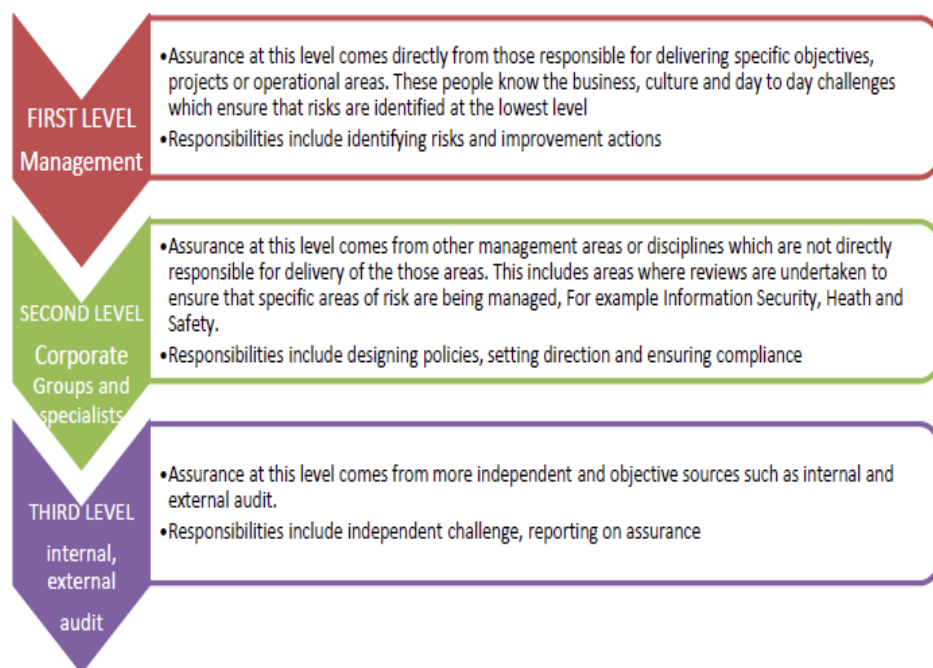 FIRST LEVEL
Management
•Assurance at this level comes directly from those responsible for delivering specific objectives,
projects or operational areas. These people know the business, culture and day to day challenges
which ensure that risks are identified at the lowest level
•Responsibilities include identifying risks and improvement actions
SECOND LEVEL
Corporate
Groups and
specialists
•Assurance at this level comes from other management areas or disciplines which are not directly
responsible for delivery of the those areas. This includes areas where reviews are undertaken to
ensure that specific areas of risk are being managed, For example Information Security, Heath and
Safety.
•Responsibilities include designing policies, setting direction and ensuring compliance
THIRD LEVEL
internal,
external
audit
•Assurance at this level comes from more independent and objective sources such as internal and
external audit.
•Responsibilities include independent challenge, reporting on assurance